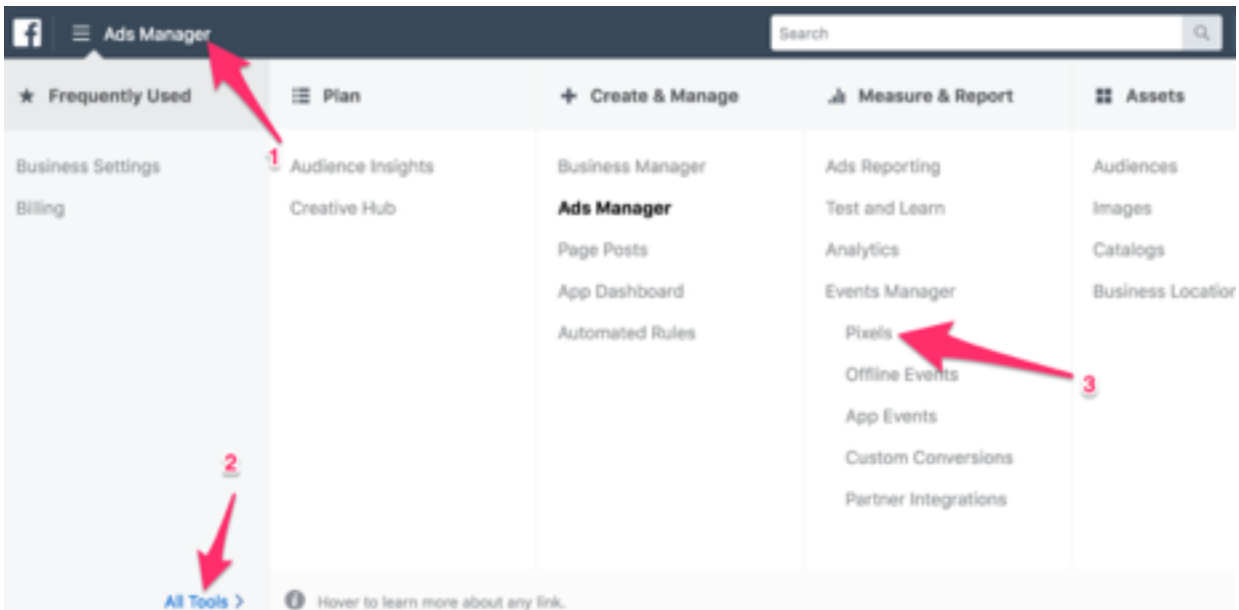 f Ads Manager Search
Frequently Used
Business Settings
Billing
All Tools >
Plan
Audience Insights
Creative Hub
Create & Manage
Business Manager
Ads Manager
Page Posts
App Dashboard
Automated Rules
Measure & Report
Ads Reporting
Test and Learn
Analytics
Events Manager
Pixels
Offline Events
App Events
Custom Conversions
Partner Integrations
Assets
Audiences
Images
Catalogs
Business Location
Hover to learn more about any link.
1
2
3